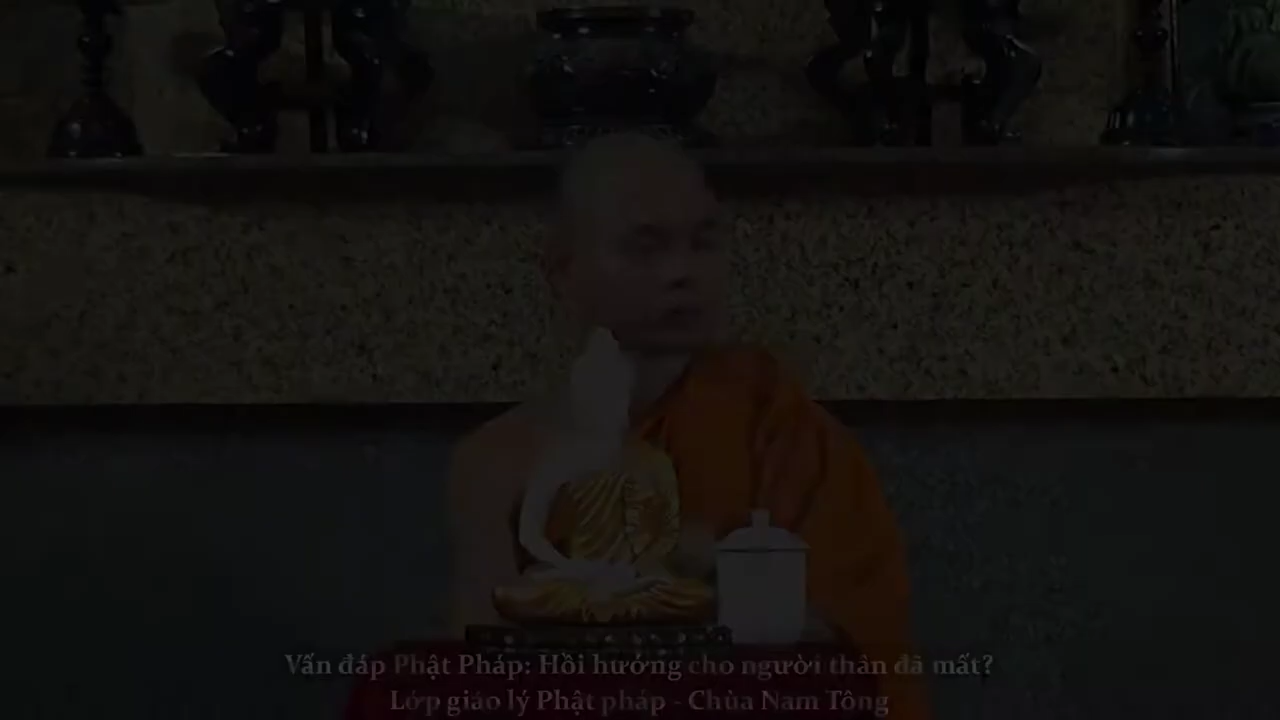 Vấn đáp Phật Pháp: Hồi hướng cho người thân đã mất?
Lớp giáo lý Phật pháp - Chùa Nam Tông